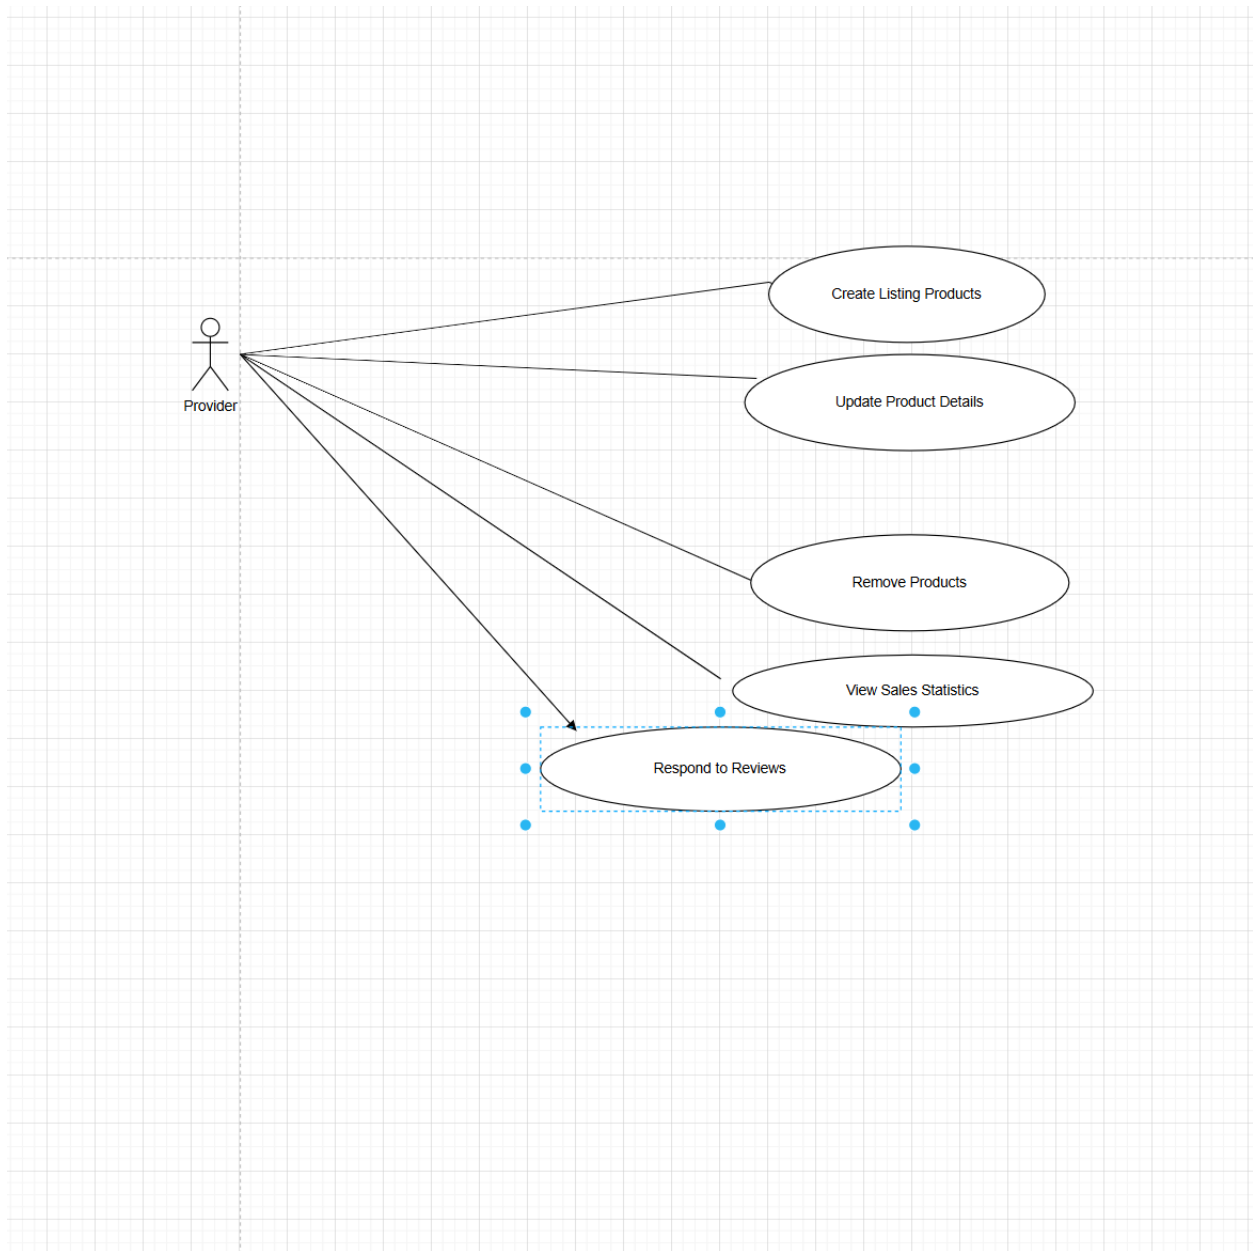 Create Listing Products
Provider
Update Product Details
Remove Products
View Sales Statistics
Respond to Reviews